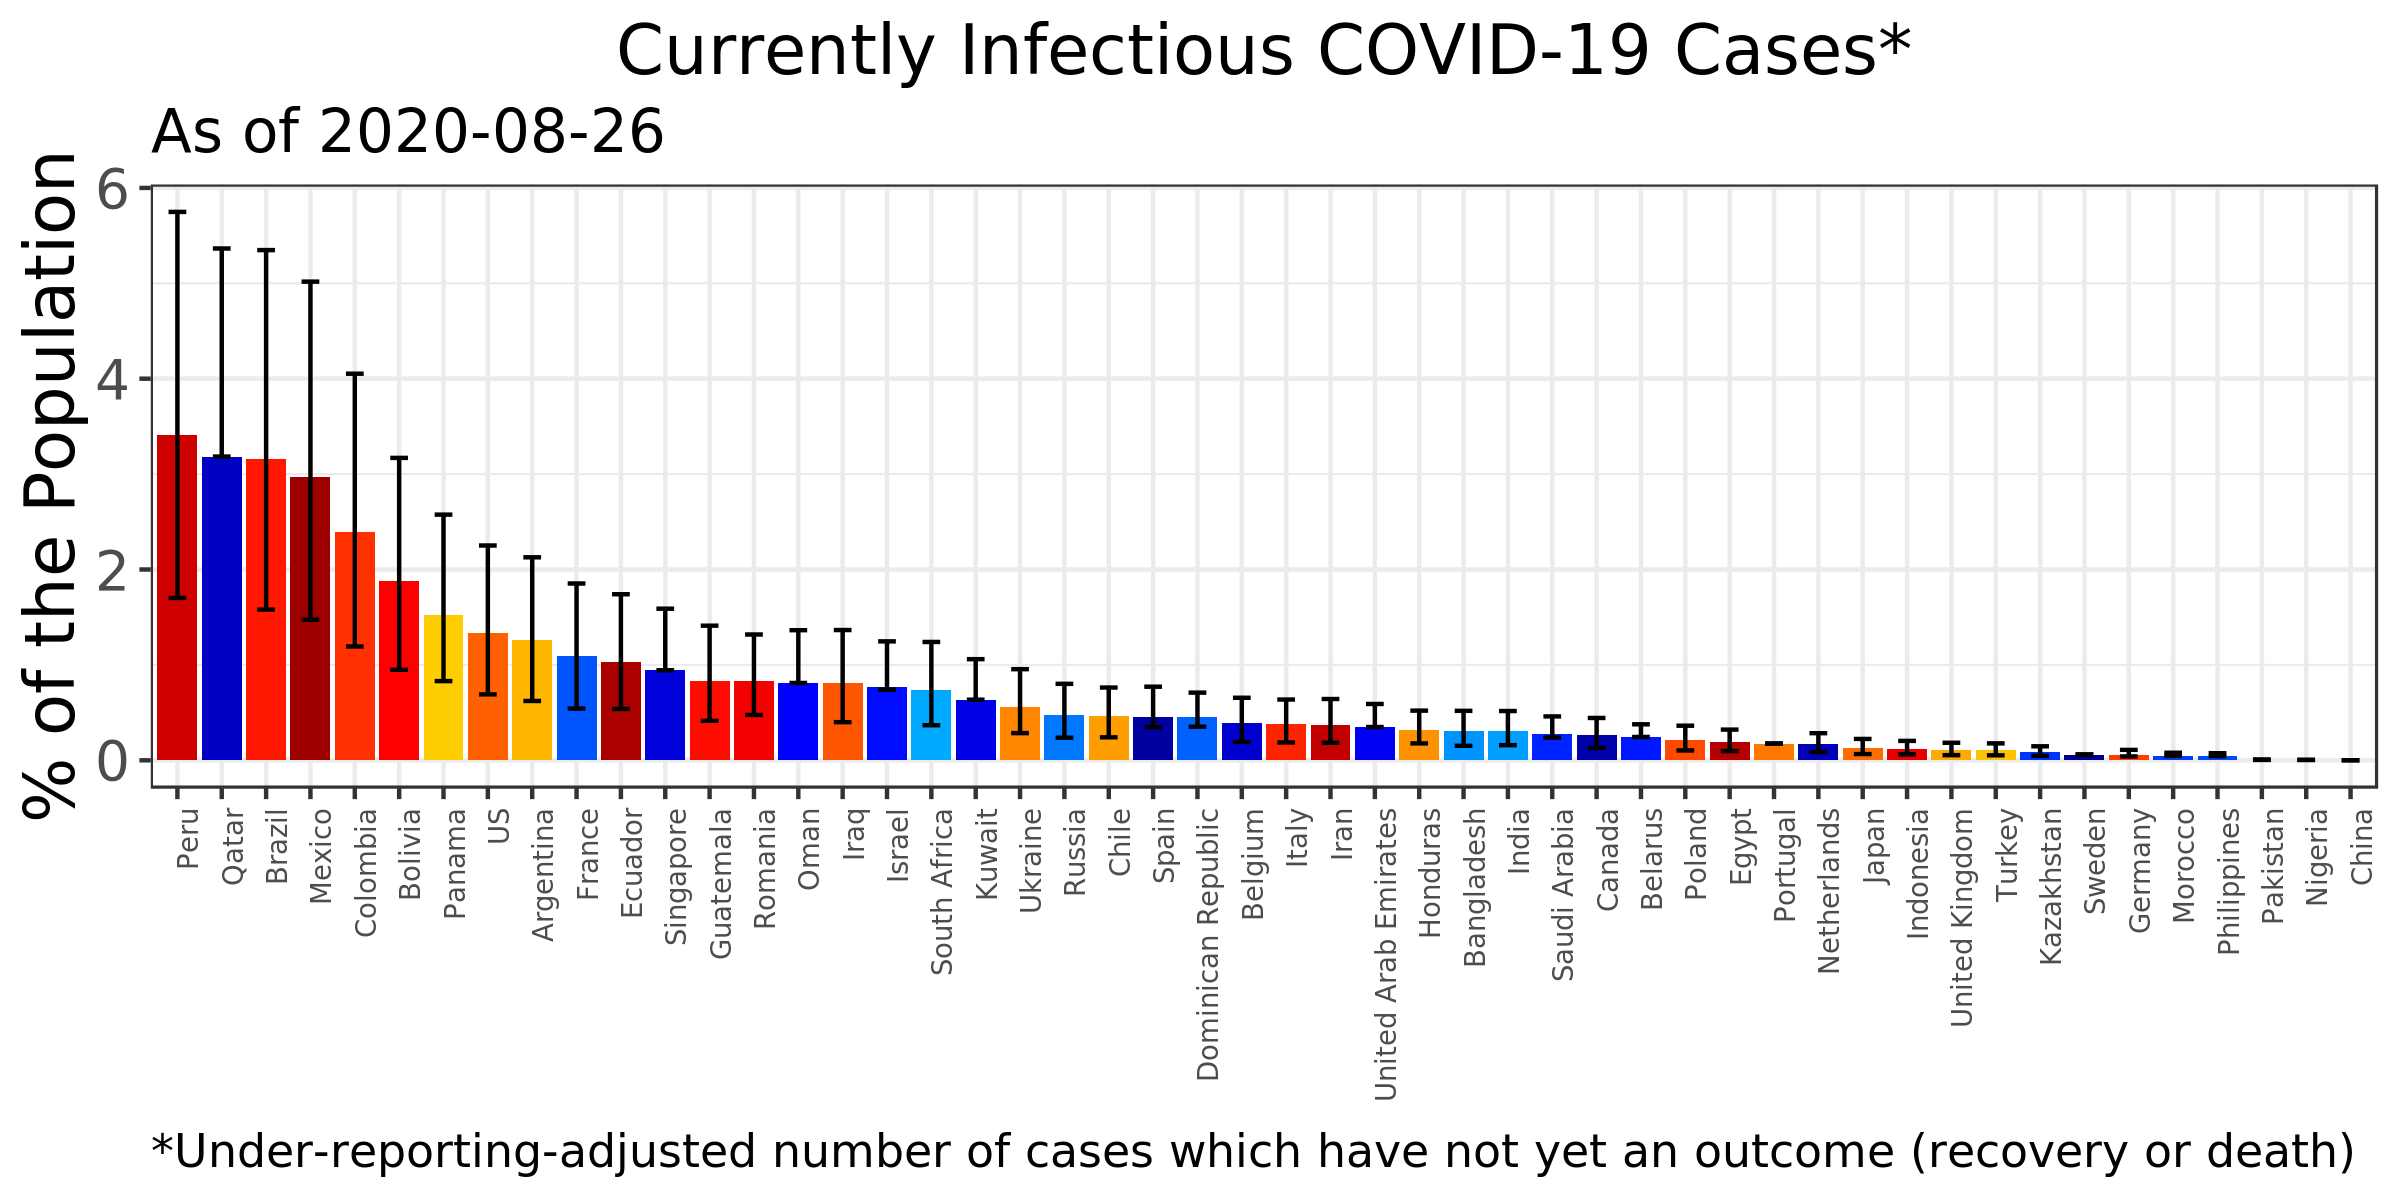 Currently Infectious COVID-19 Cases*
As of 2020-08-26
% of the Population
6
4
2
0
Peru
Qatar
Brazil
Mexico
Colombia
Bolivia
Panama
US
Argentina
France
Ecuador
Singapore
Guatemala
Romania
Oman
Iraq
Israel
South Africa
Kuwait
Ukraine
Russia
Chile
Spain
Dominican Republic
Belgium
Italy
Iran
United Arab Emirates
Honduras
Bangladesh
India
Saudi Arabia
Canada
Belarus
Poland
Egypt
Portugal
Netherlands
Japan
Indonesia
United Kingdom
Turkey
Kazakhstan
Sweden
Germany
Morocco
Philippines
Pakistan
Nigeria
China
*Under-reporting-adjusted number of cases which have not yet an outcome (recovery or death)